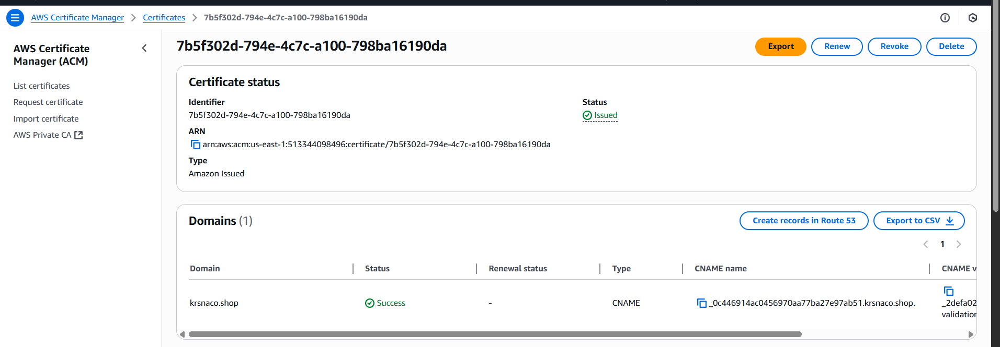 AWS Certificate Manager > Certificates > 7b5f302d-794e-4c7c-a100-798ba16190da
AWS Certificate
Manager (ACM)
List certificates
Request certificate
Import certificate
AWS Private CA
7b5f302d-794e-4c7c-a100-798ba16190da
Export Renew Revoke Delete
Certificate status
Identifier
7b5f302d-794e-4c7c-a100-798ba16190da
Status
Issued
ARN
arn:aws:acm:us-east-1:513344098496:certificate/7b5f302d-794e-4c7c-a100-798ba16190da
Type
Amazon Issued
Domains (1)
Create records in Route 53 Export to CSV
1
Domain Status Renewal status Type CNAME name CNAME v
krsnaco.shop Success - CNAME _0c446914ac0456970aa77ba27e97ab51.krsnaco.shop. _2defa02
validation